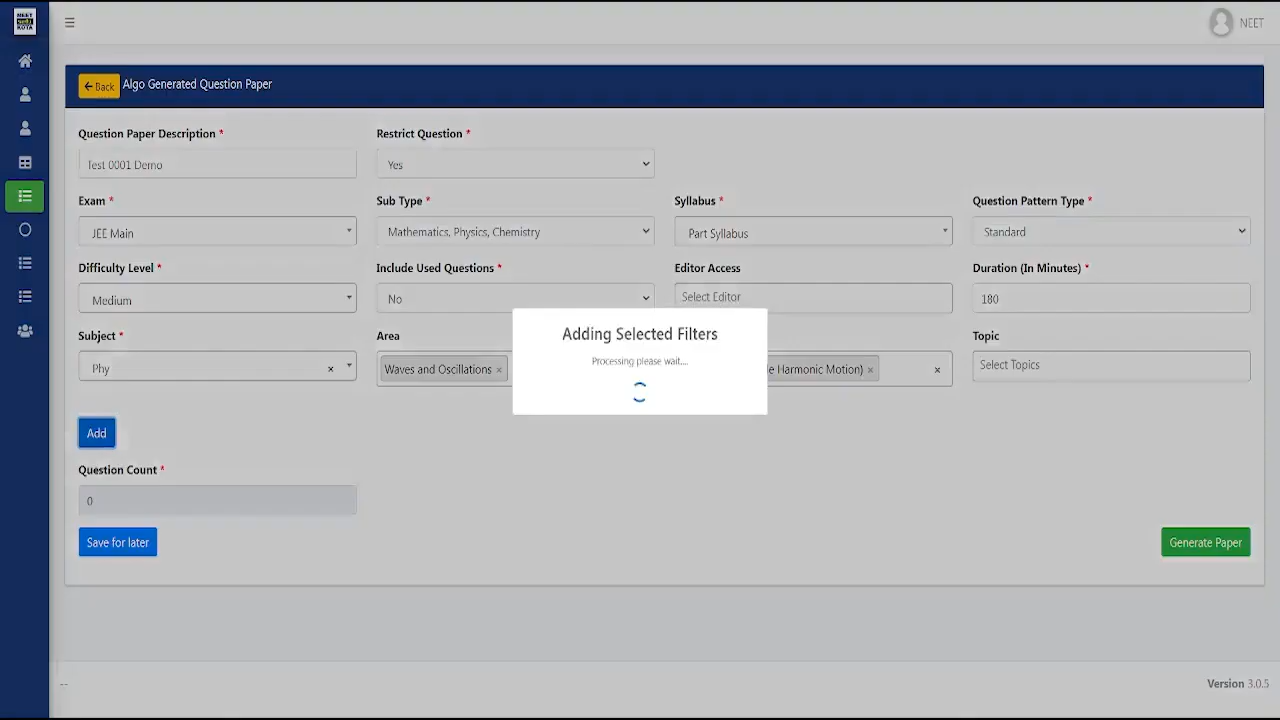 NEET
KOTA
☰
NEET
← Back Algo Generated Question Paper
Question Paper Description *
Restrict Question *
Test 0001 Demo
Yes
Exam *
Sub Type *
Syllabus *
Question Pattern Type *
JEE Main
Mathematics, Physics, Chemistry
Part Syllabus
Standard
Difficulty Level *
Include Used Questions *
Editor Access
Duration (In Minutes) *
Medium
No
Select Editor
180
Adding Selected Filters
Processing please wait....
Subject *
Area
Topic
Phy ×
Waves and Oscillations ×
e Harmonic Motion) × ×
Select Topics
Add
Question Count *
0
Save for later
Generate Paper
--
Version 3.0.5